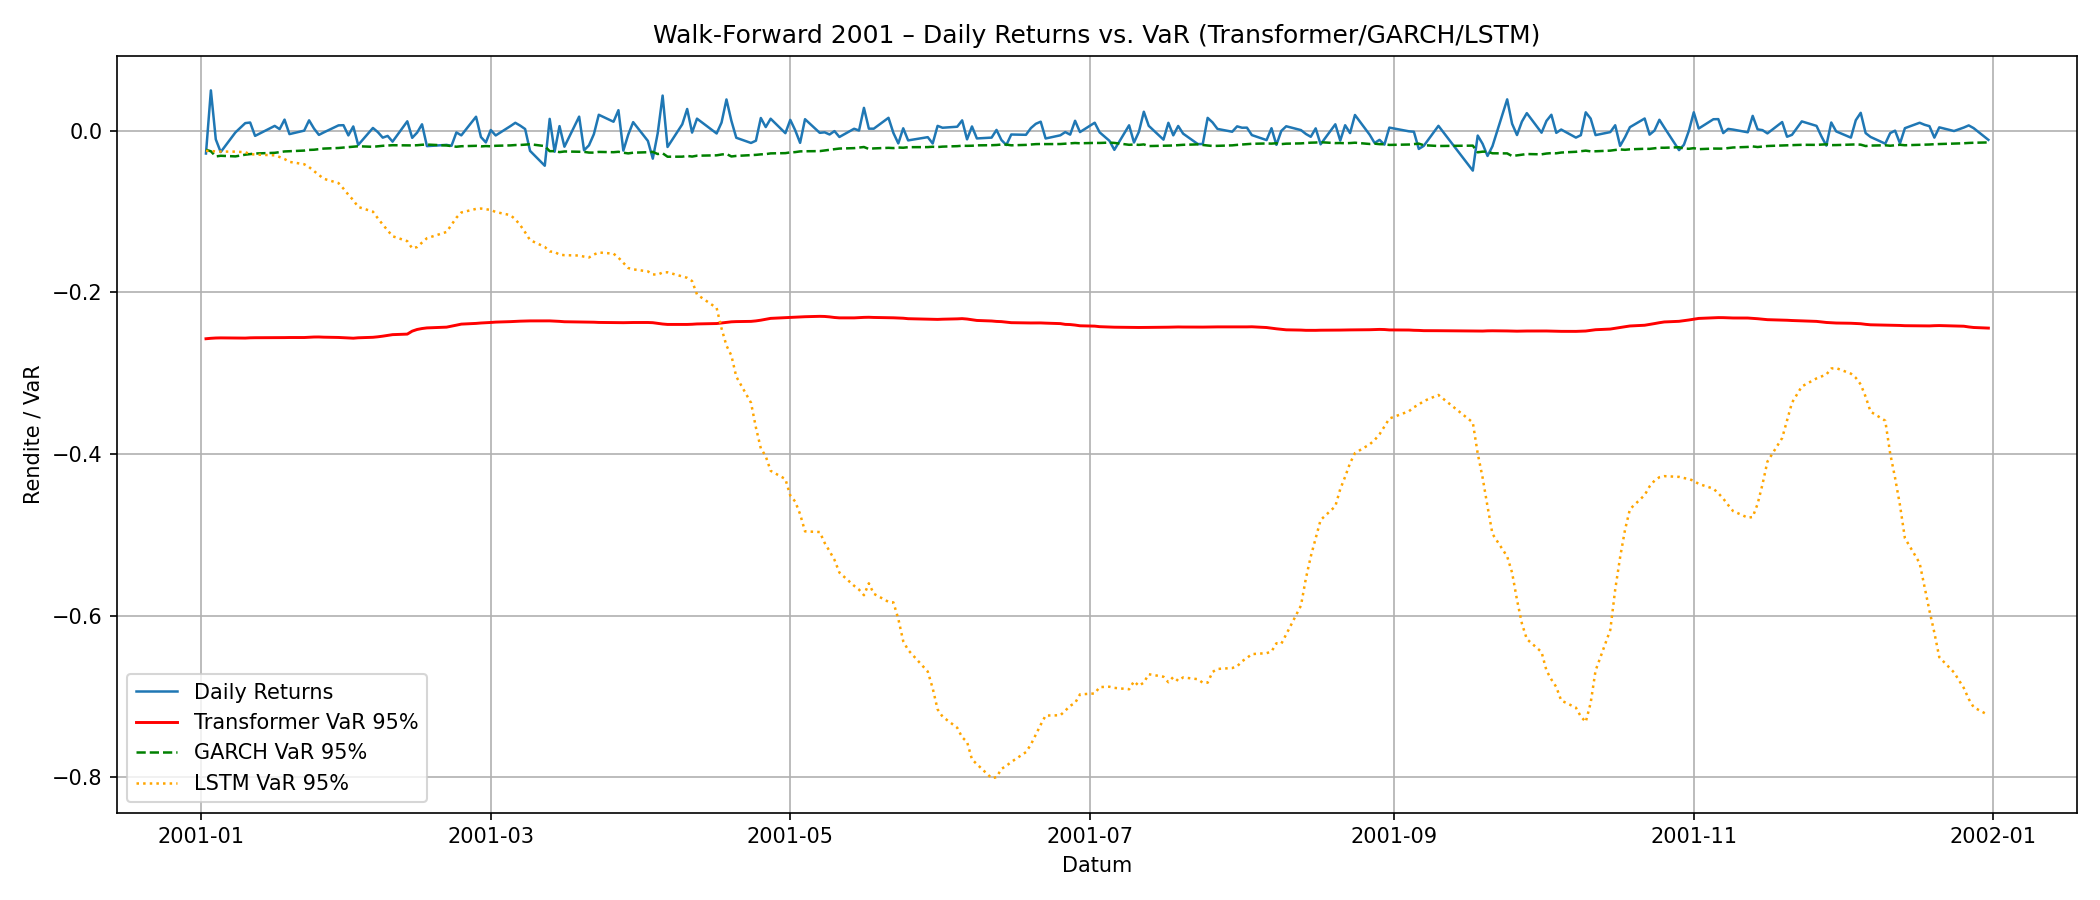 Walk-Forward 2001 – Daily Returns vs. VaR (Transformer/GARCH/LSTM)
Rendite / VaR
0.0
−0.2
−0.4
−0.6
−0.8
Daily Returns
Transformer VaR 95%
GARCH VaR 95%
LSTM VaR 95%
2001-01
2001-03
2001-05
2001-07
2001-09
2001-11
2002-01
Datum